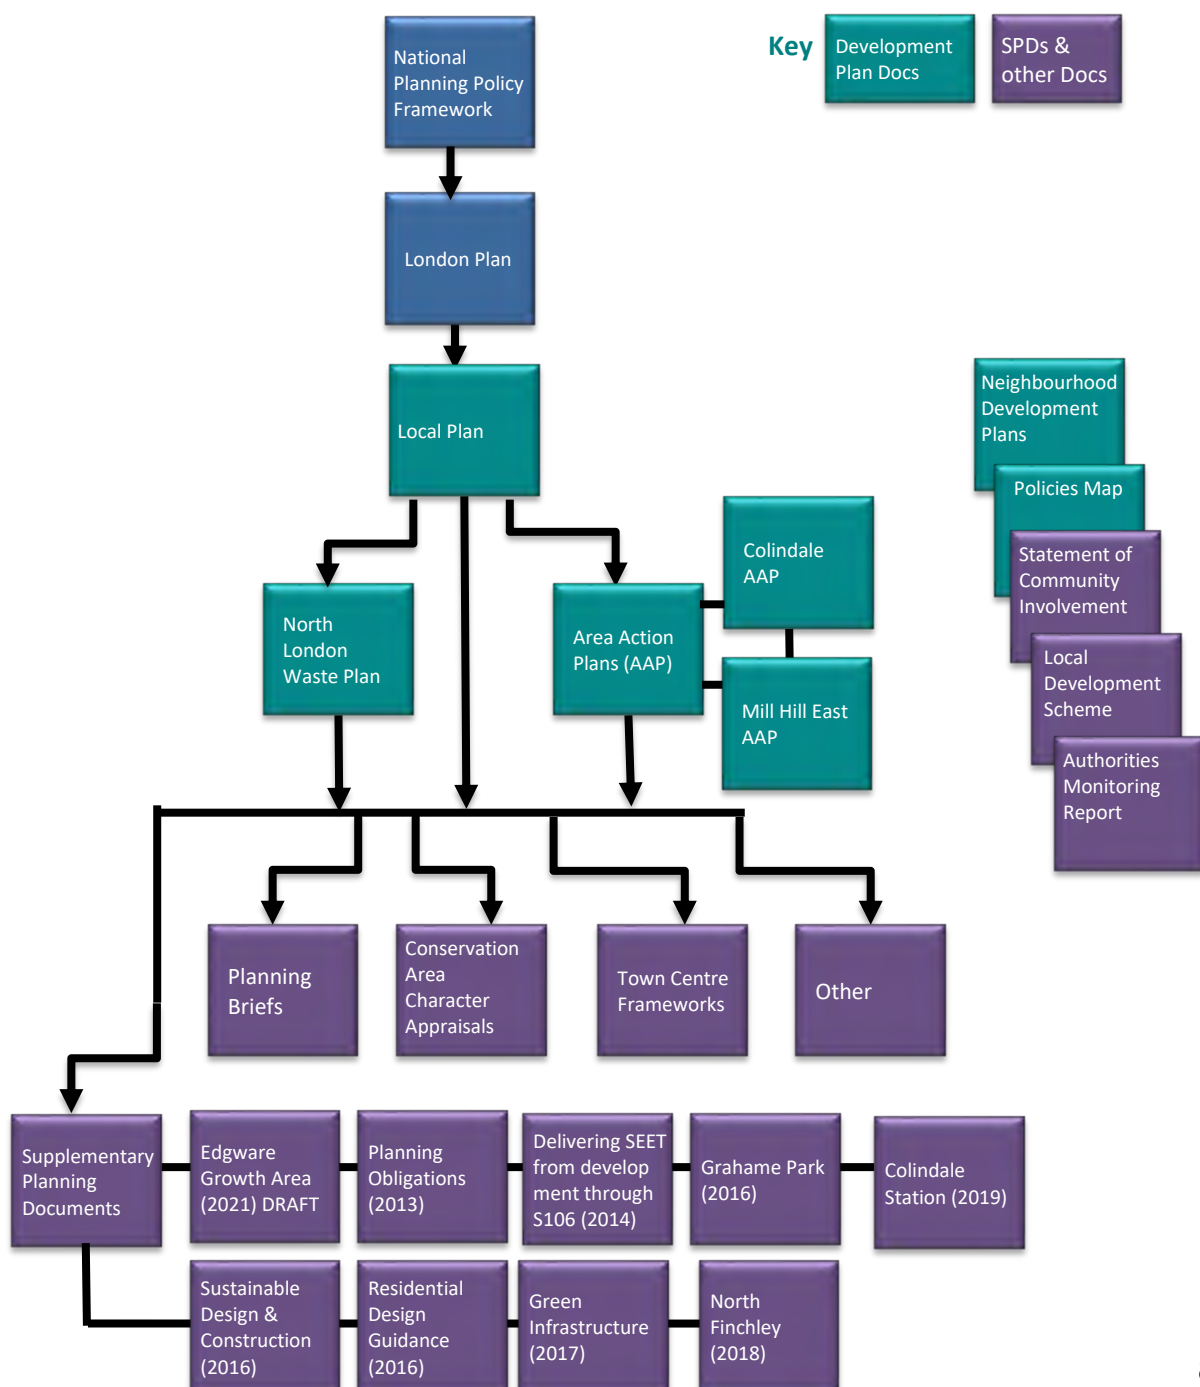 National
Planning Policy
Framework
Key
Development
Plan Docs
SPDs &
other Docs
London Plan
Local Plan
Neighbourhood
Development
Plans
Policies Map
Statement of
Community
Involvement
Local
Development
Scheme
Authorities
Monitoring
Report
North
London
Waste Plan
Area Action
Plans (AAP)
Colindale
AAP
Mill Hill East
AAP
Planning
Briefs
Conservation
Area
Character
Appraisals
Town Centre
Frameworks
Other
Supplementary
Planning
Documents
Edgware
Growth Area
(2021) DRAFT
Planning
Obligations
(2013)
Delivering SEET
from develop
ment through
S106 (2014)
Grahame Park
(2016)
Colindale
Station (2019)
Sustainable
Design &
Construction
(2016)
Residential
Design
Guidance
(2016)
Green
Infrastructure
(2017)
North
Finchley
(2018)